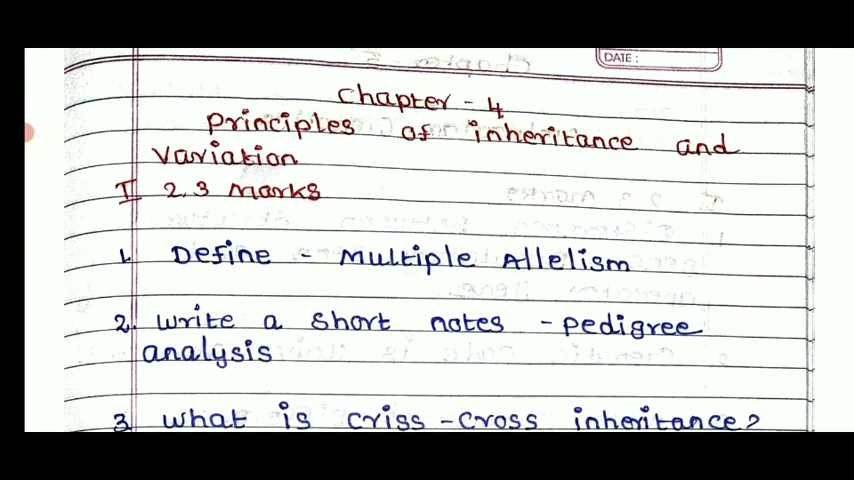 DATE :
Chapter - 4
Principles of inheritance and
Variation
I 2,3 Marks
1. Define - Multiple Allelism
2. Write a short notes - pedigree
analysis
3 What is criss-cross inheritance?